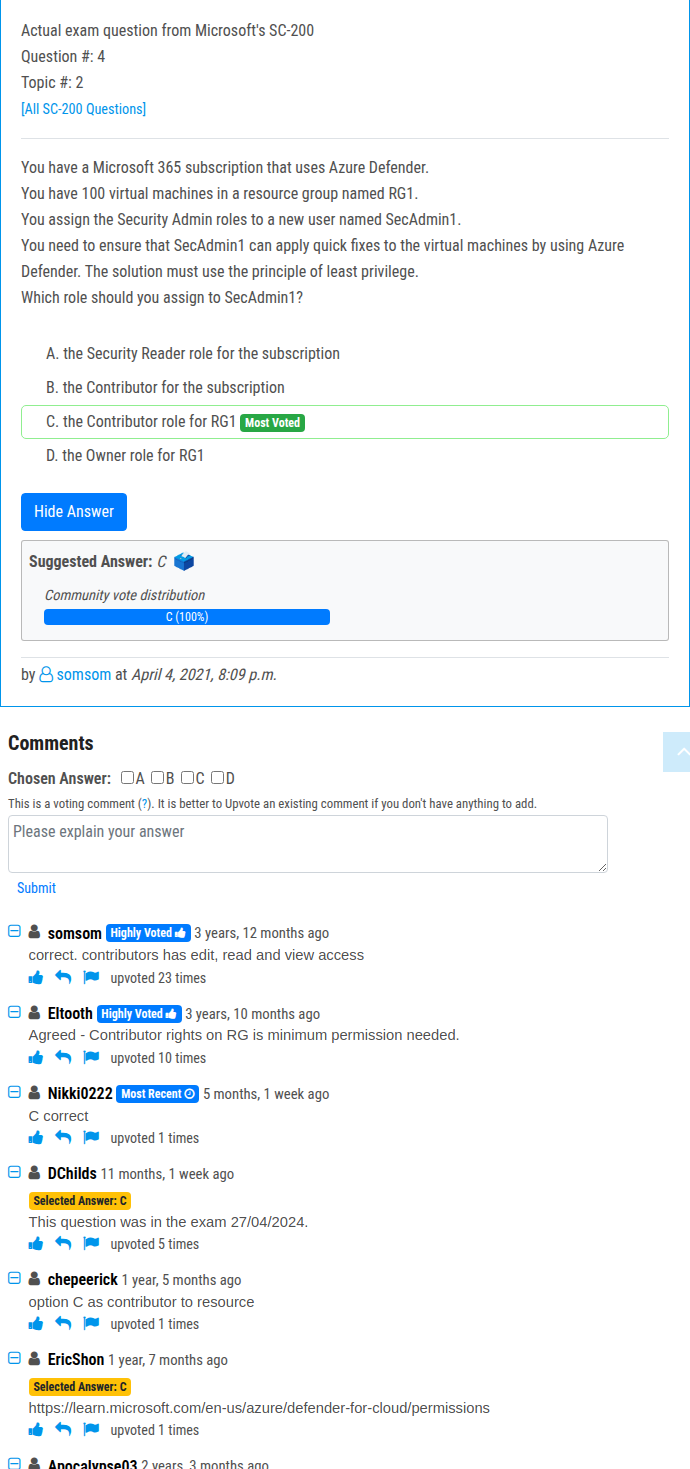 Actual exam question from Microsoft's SC-200
Question #: 4
Topic #: 2
[All SC-200 Questions]
You have a Microsoft 365 subscription that uses Azure Defender.
You have 100 virtual machines in a resource group named RG1.
You assign the Security Admin roles to a new user named SecAdmin1.
You need to ensure that SecAdmin1 can apply quick fixes to the virtual machines by using Azure
Defender. The solution must use the principle of least privilege.
Which role should you assign to SecAdmin1?
A. the Security Reader role for the subscription
B. the Contributor for the subscription
C. the Contributor role for RG1 Most Voted
D. the Owner role for RG1
Hide Answer
Suggested Answer: C
Community vote distribution
C (100%)
by somsom at April 4, 2021, 8:09 p.m.
Comments
Chosen Answer: A B C D
This is a voting comment (?). It is better to Upvote an existing comment if you don't have anything to add.
Please explain your answer
Submit
somsom Highly Voted 3 years, 12 months ago
correct. contributors has edit, read and view access
upvoted 23 times
Eltooth Highly Voted 3 years, 10 months ago
Agreed - Contributor rights on RG is minimum permission needed.
upvoted 10 times
Nikki0222 Most Recent 5 months, 1 week ago
C correct
upvoted 1 times
DChilds 11 months, 1 week ago
Selected Answer: C
This question was in the exam 27/04/2024.
upvoted 5 times
chepeerick 1 year, 5 months ago
option C as contributor to resource
upvoted 1 times
EricShon 1 year, 7 months ago
Selected Answer: C
https://learn.microsoft.com/en-us/azure/defender-for-cloud/permissions
upvoted 1 times
Apocalypse03 2 years, 3 months ago